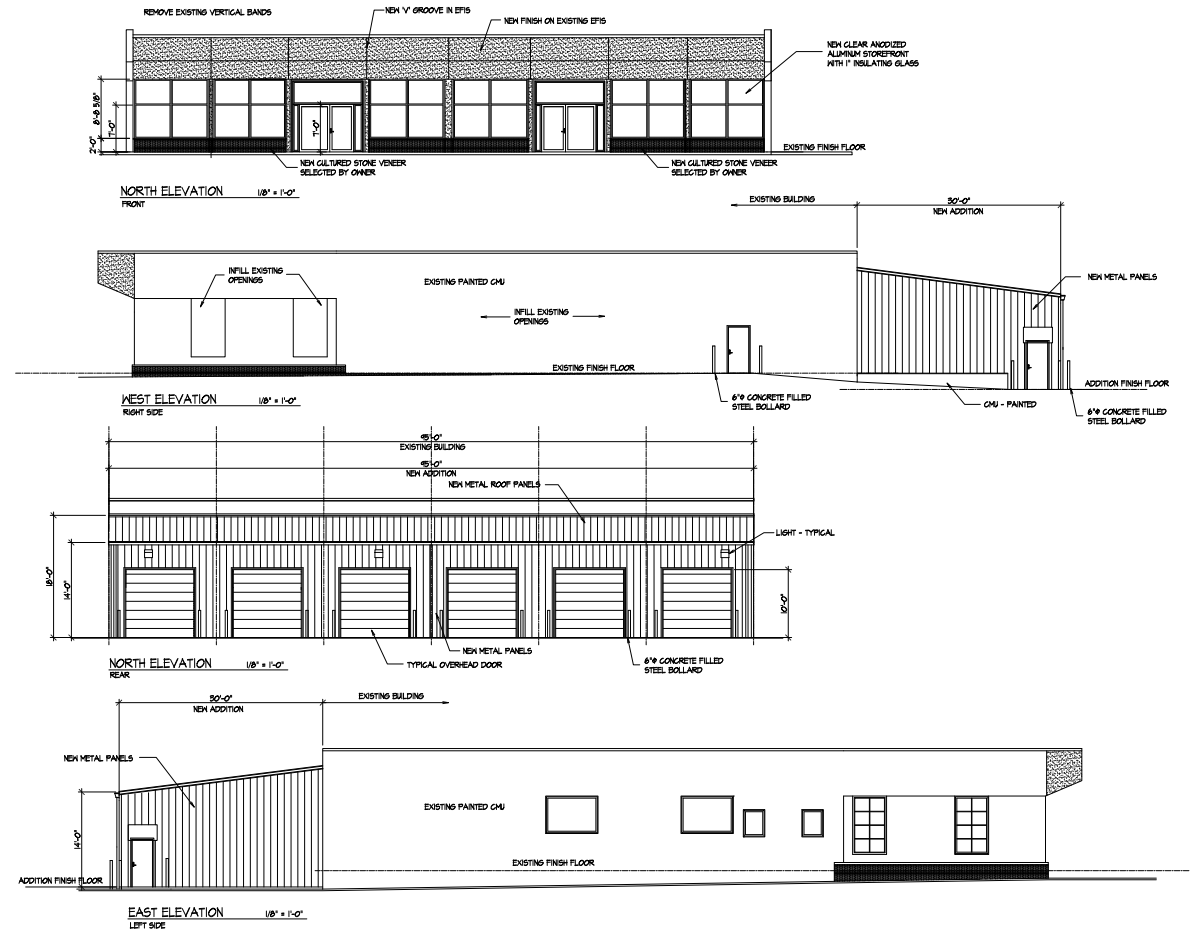 REMOVE EXISTING VERTICAL BANDS
NEW 'V' GROOVE IN EFIS
NEW FINISH ON EXISTING EFIS
NEW CLEAR ANODIZED
ALUMINUM STOREFRONT
WITH 1" INSULATING GLASS
8'-8 5/8"
7'-0"
2'-0"
7'-0"
EXISTING FINISH FLOOR
NEW CULTURED STONE VENEER
SELECTED BY OWNER
NEW CULTURED STONE VENEER
SELECTED BY OWNER
NORTH ELEVATION 1/8" = 1'-0"
FRONT
EXISTING BUILDING
30'-0"
NEW ADDITION
INFILL EXISTING
OPENINGS
EXISTING PAINTED CMU
NEW METAL PANELS
INFILL EXISTING
OPENINGS
EXISTING FINISH FLOOR
ADDITION FINISH FLOOR
WEST ELEVATION 1/8" = 1'-0"
RIGHT SIDE
6"Φ CONCRETE FILLED
STEEL BOLLARD
CMU - PAINTED
6"Φ CONCRETE FILLED
STEEL BOLLARD
95'-0"
EXISTING BUILDING
95'-0"
NEW ADDITION
NEW METAL ROOF PANELS
LIGHT - TYPICAL
18'-0"
14'-0"
10'-0"
NEW METAL PANELS
TYPICAL OVERHEAD DOOR
6"Φ CONCRETE FILLED
STEEL BOLLARD
NORTH ELEVATION 1/8" = 1'-0"
REAR
30'-0"
NEW ADDITION
EXISTING BUILDING
NEW METAL PANELS
EXISTING PAINTED CMU
14'-0"
EXISTING FINISH FLOOR
ADDITION FINISH FLOOR
EAST ELEVATION 1/8" = 1'-0"
LEFT SIDE